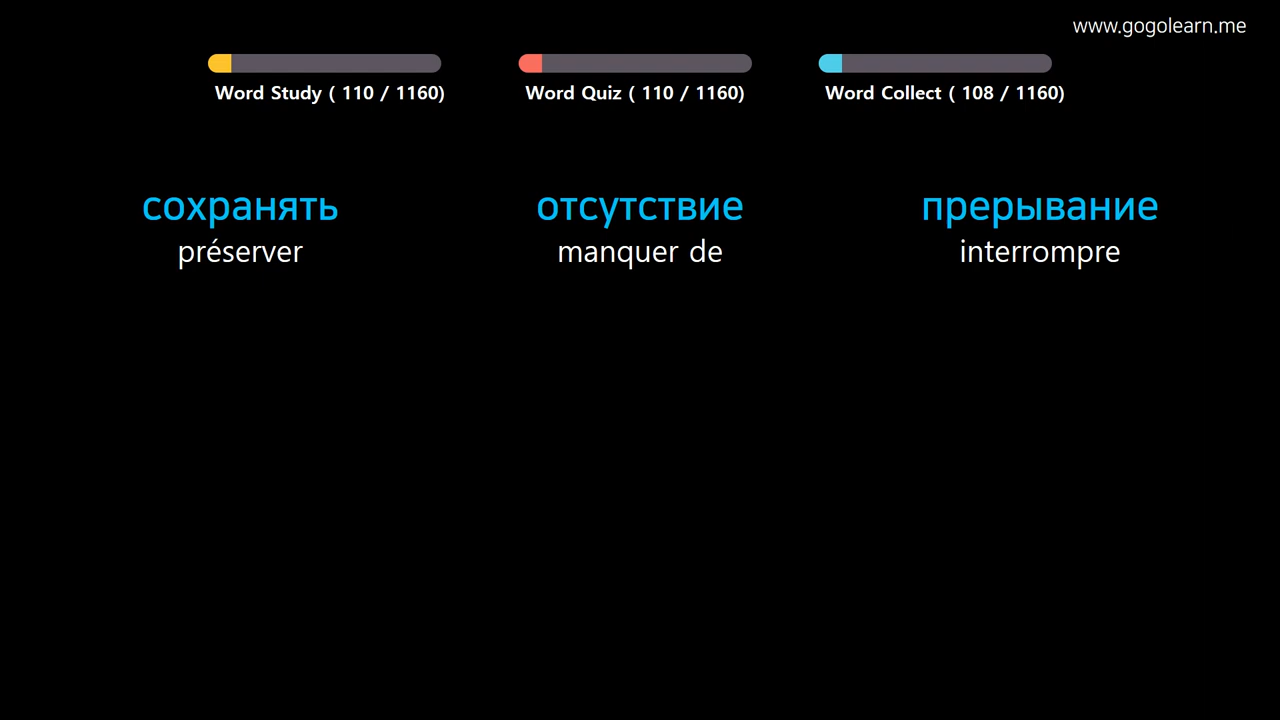 www.gogolearn.me
Word Study ( 110 / 1160)
Word Quiz ( 110 / 1160)
Word Collect ( 108 / 1160)
сохранять
préserver
отсутствие
manquer de
прерывание
interrompre